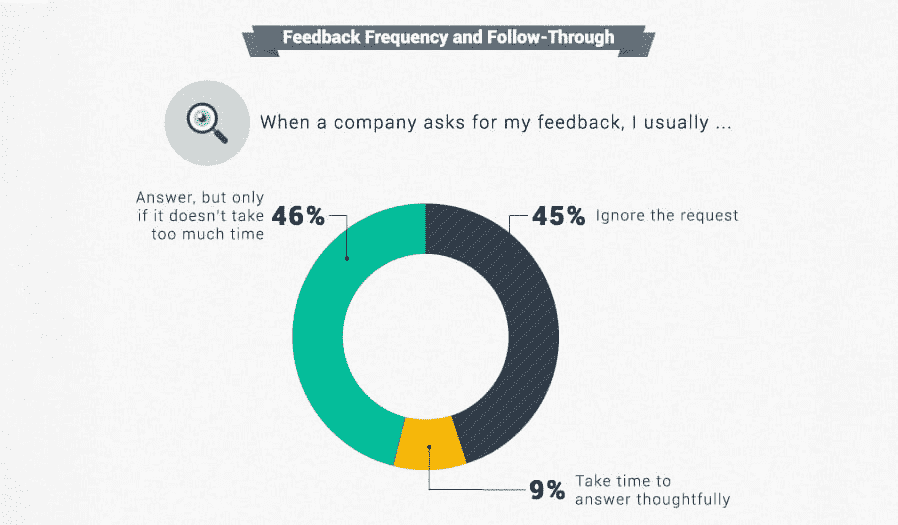 Feedback Frequency and Follow-Through
When a company asks for my feedback, I usually ...
Answer, but only
if it doesn't take
too much time
46%
45%
Ignore the request
9%
Take time to
answer thoughtfully